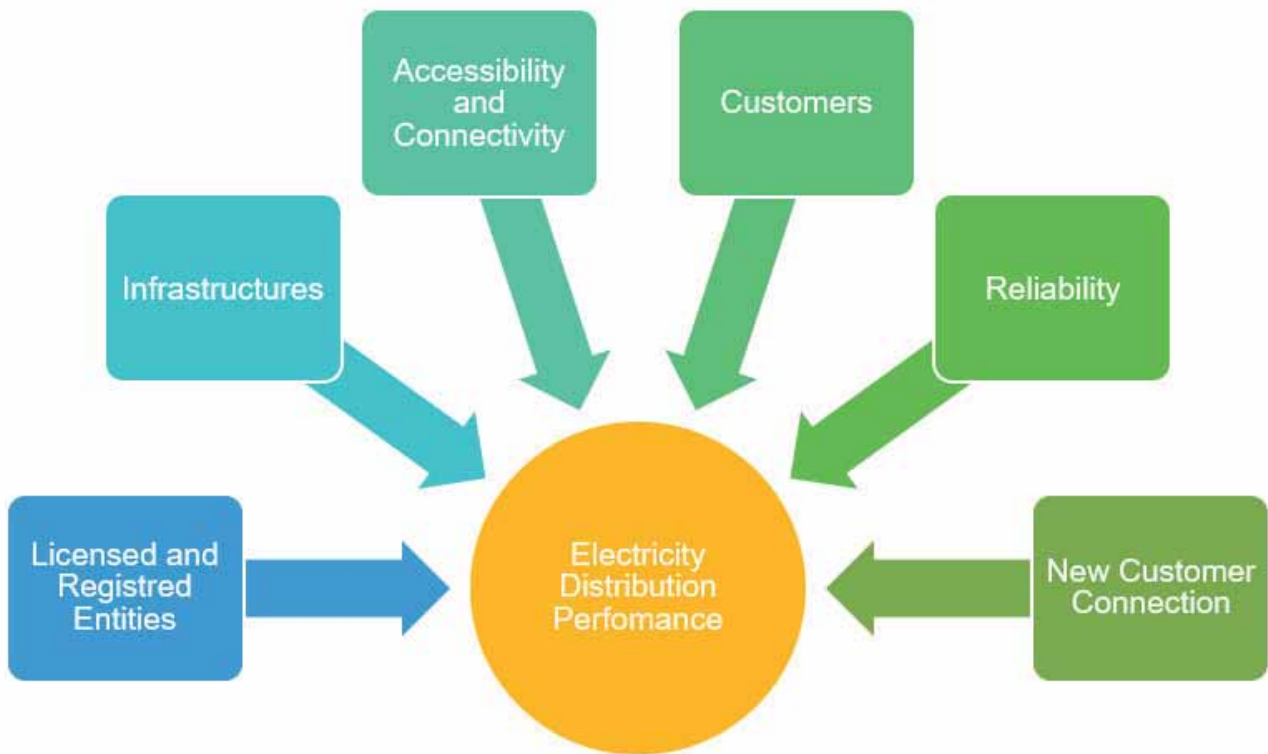 Accessibility
and
Connectivity
Customers
Infrastructures
Reliability
Licensed and
Registred
Entities
Electricity
Distribution
Perfomance
New Customer
Connection